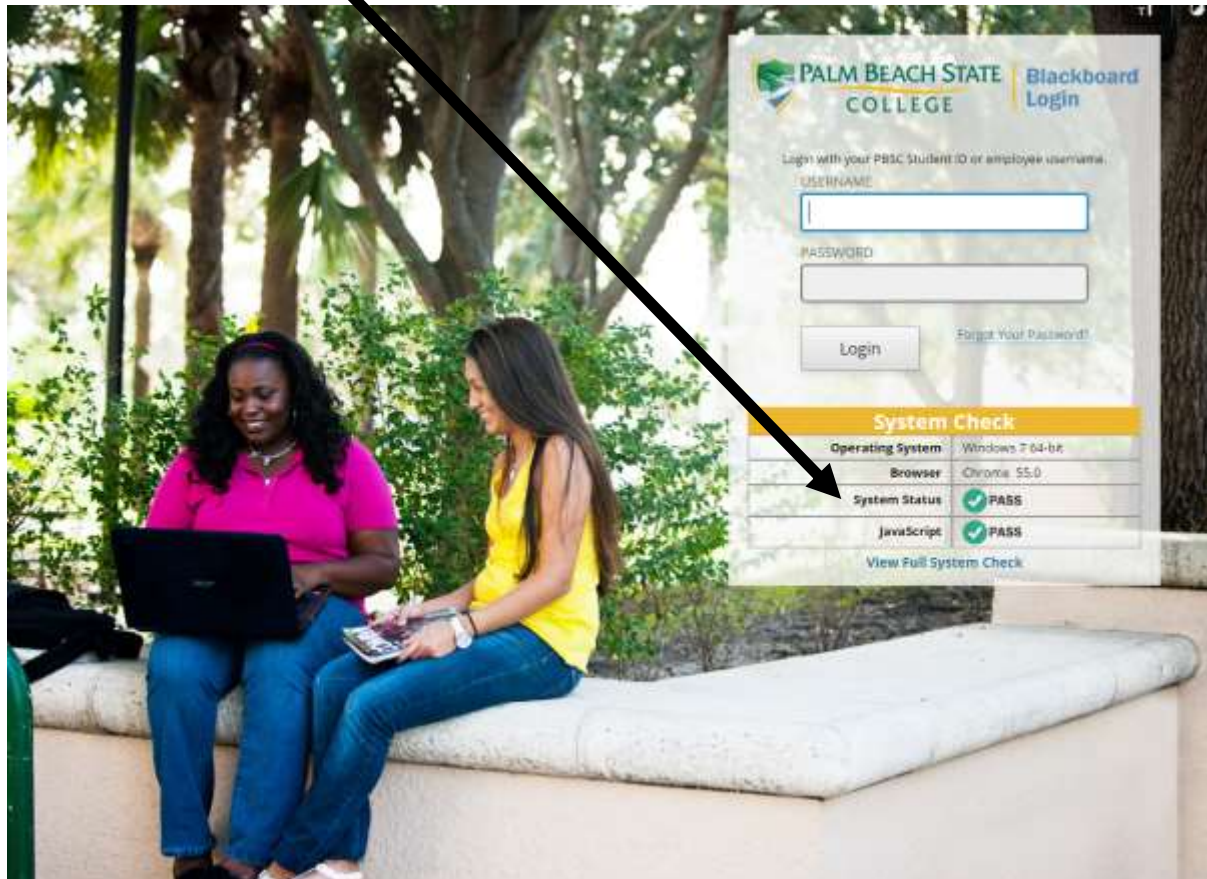 TT
PALM BEACH STATE
COLLEGE
Blackboard
Login
Login with your PBSC Student ID or employee username.
USERNAME
PASSWORD
Login
Forgot Your Password?
System Check
Operating System Windows 7 64-bit
Browser Chrome 55.0
System Status PASS
JavaScript PASS
View Full System Check